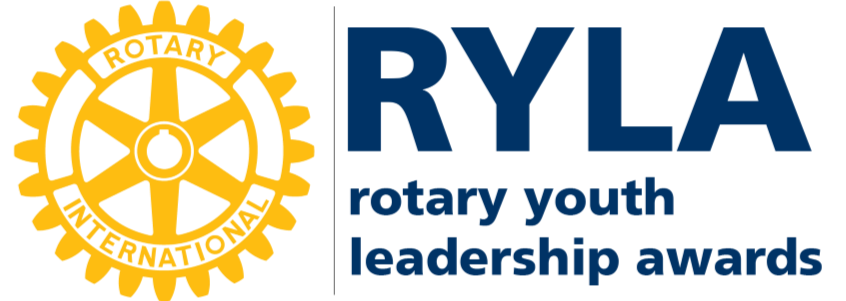 ROTARY
INTERNATIONAL
RYLA
rotary youth
leadership awards